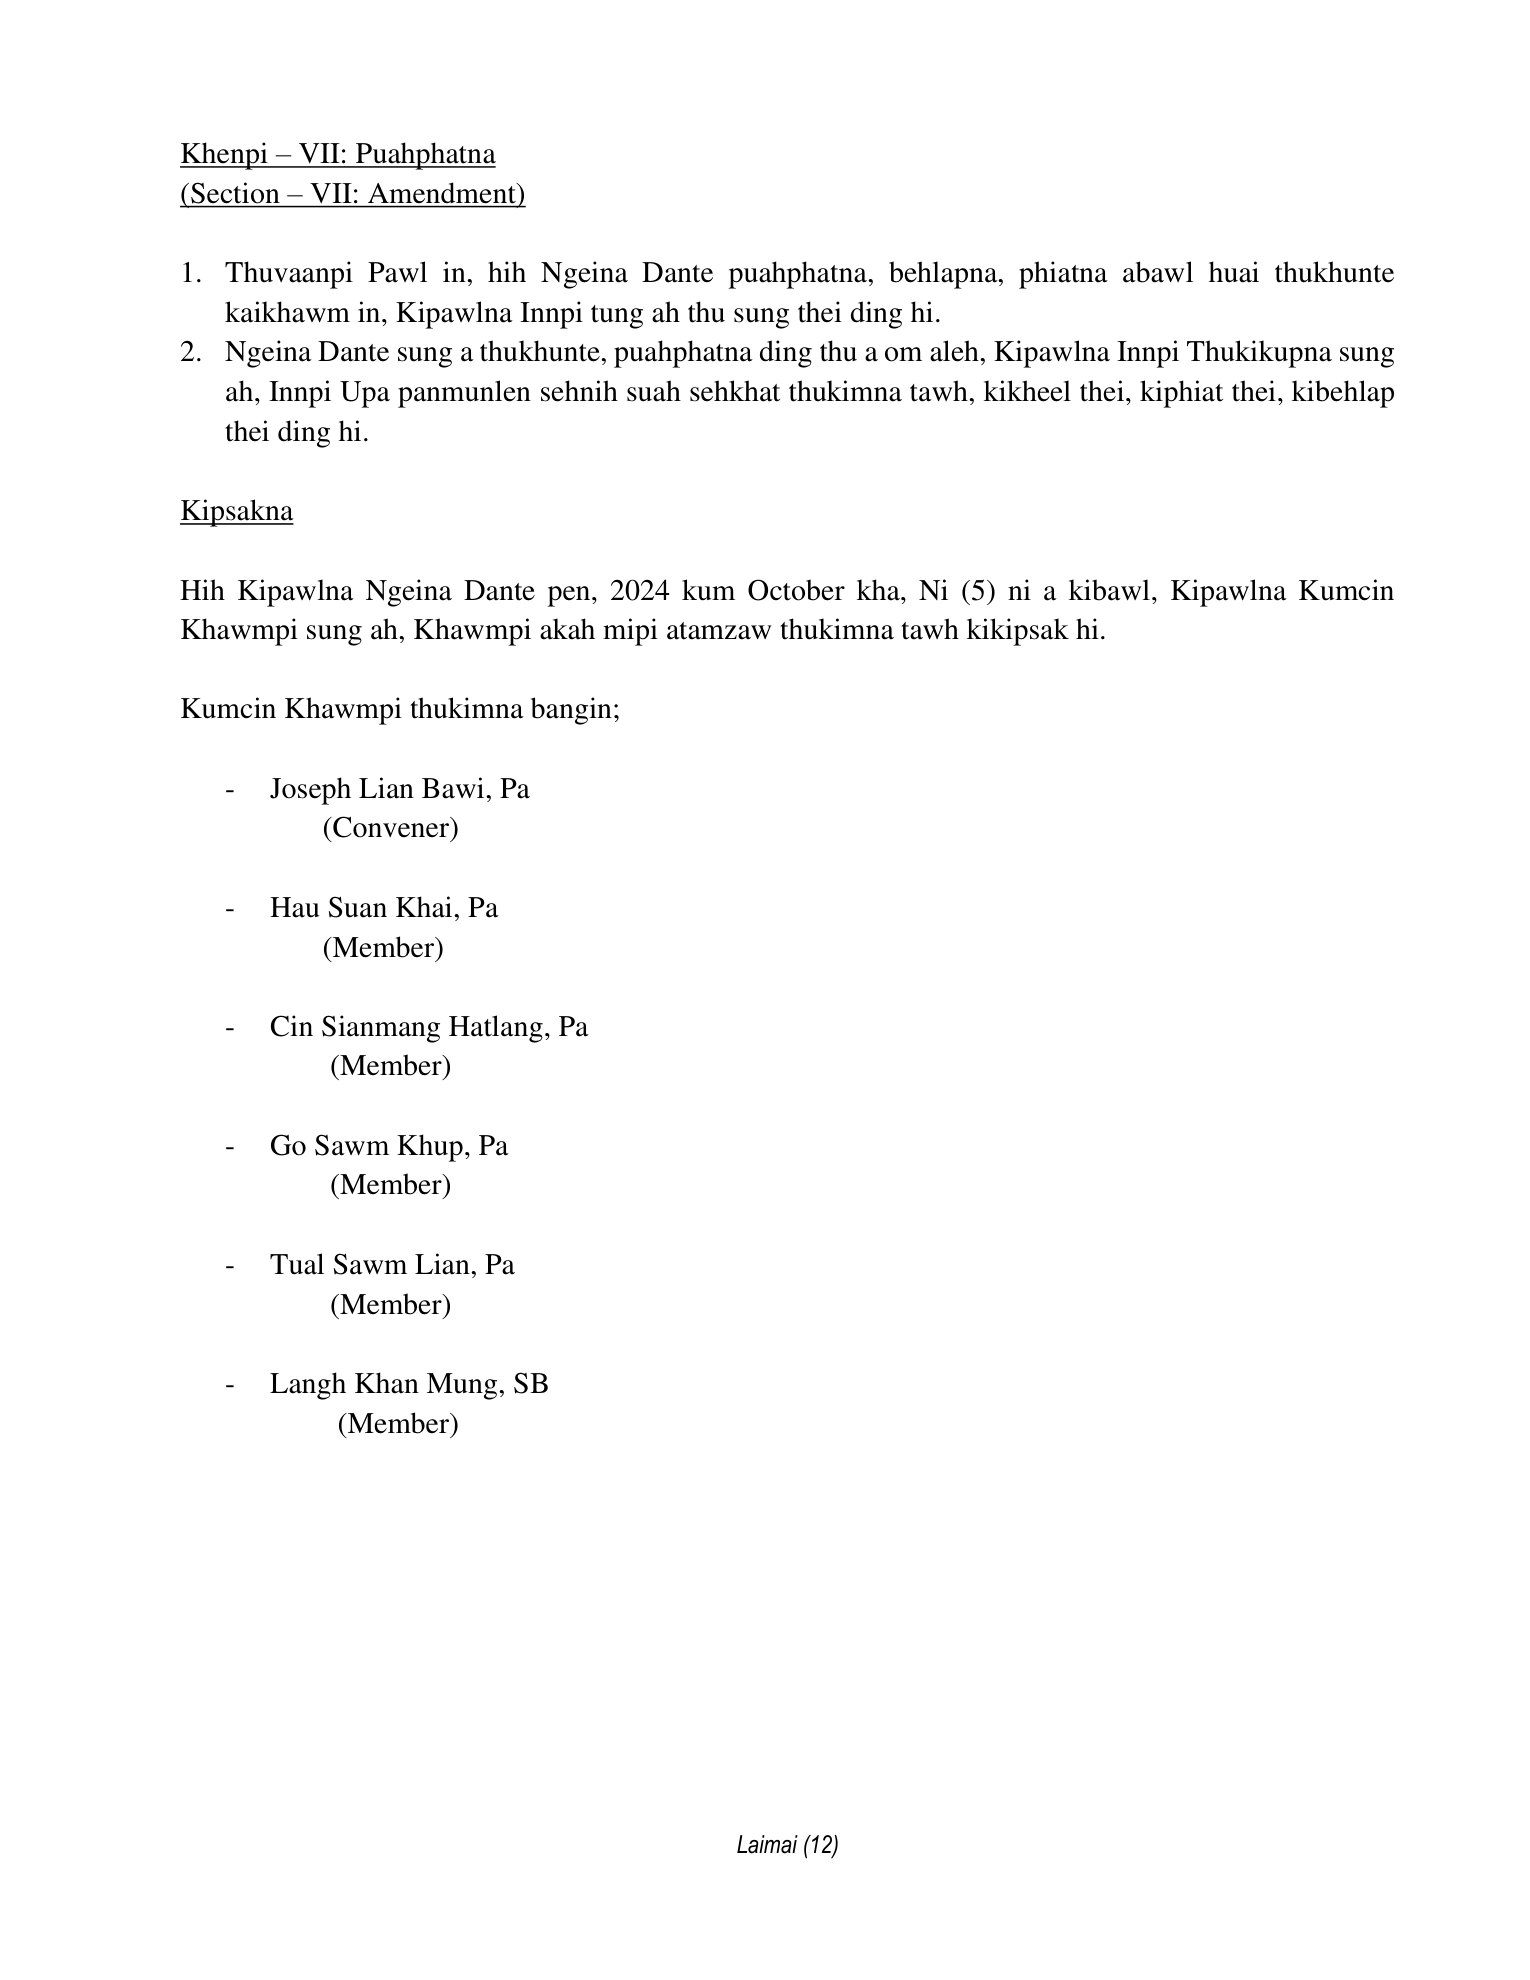 Khenpi – VII: Puahphatna
(Section – VII: Amendment)
1. Thuvaanpi Pawl in, hih Ngeina Dante puahphatna, behlapna, phiatna abawl huai thukhunte
kaikhawm in, Kipawlna Innpi tung ah thu sung thei ding hi.
2. Ngeina Dante sung a thukhunte, puahphatna ding thu a om aleh, Kipawlna Innpi Thukikupna sung
ah, Innpi Upa panmunlen sehnih suah sehkhat thukimna tawh, kikheel thei, kiphiat thei, kibehlap
thei ding hi.
Kipsakna
Hih Kipawlna Ngeina Dante pen, 2024 kum October kha, Ni (5) ni a kibawl, Kipawlna Kumcin
Khawmpi sung ah, Khawmpi akah mipi atamzaw thukimna tawh kikipsak hi.
Kumcin Khawmpi thukimna bangin;
- Joseph Lian Bawi, Pa
(Convener)
- Hau Suan Khai, Pa
(Member)
- Cin Sianmang Hatlang, Pa
(Member)
- Go Sawm Khup, Pa
(Member)
- Tual Sawm Lian, Pa
(Member)
- Langh Khan Mung, SB
(Member)
Laimai (12)